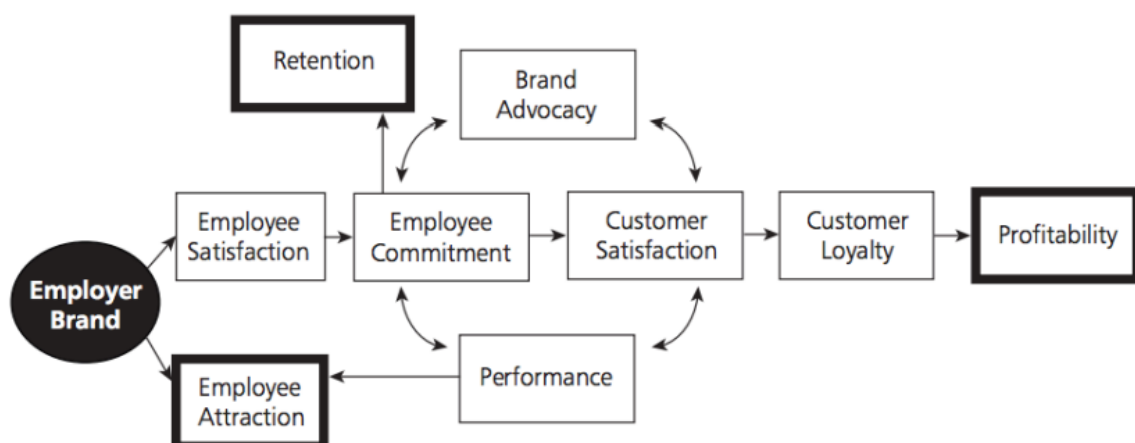 Retention
Brand
Advocacy
Employee
Satisfaction
Employee
Commitment
Customer
Satisfaction
Customer
Loyalty
Profitability
Employer
Brand
Employee
Attraction
Performance